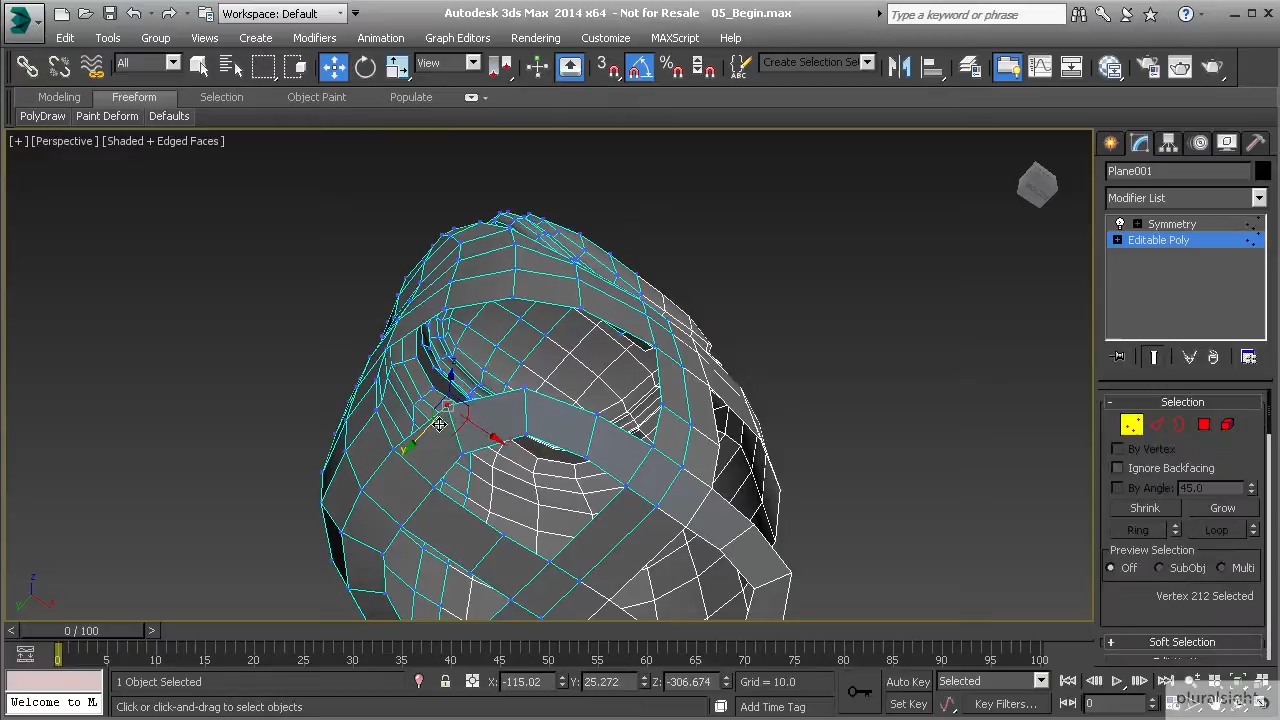 Workspace: Default
Autodesk 3ds Max 2014 x64 - Not for Resale 05_Begin.max
Type a keyword or phrase
Edit Tools Group Views Create Modifiers Animation Graph Editors Rendering Customize MAXScript Help
All View 3 Create Selection Se
Modeling Freeform Selection Object Paint Populate
PolyDraw Paint Deform Defaults
[+][Perspective][Shaded + Edged Faces]
Plane001
Modifier List
Symmetry
Editable Poly
Selection
By Vertex
Ignore Backfacing
By Angle: 45.0
Shrink Grow
Ring Loop
Preview Selection
Off SubObj Multi
Vertex 212 Selected
Soft Selection
z
x
y
< 0 / 100 >
0 5 10 15 20 25 30 35 40 45 50 55 60 65 70 75 80 85 90 95 100
1 Object Selected X: -115.02 Y: 25.272 Z: -306.674 Grid = 10.0 Auto Key Selected
Welcome to M Click or click-and-drag to select objects Add Time Tag Set Key Key Filters... 0
pluralsight